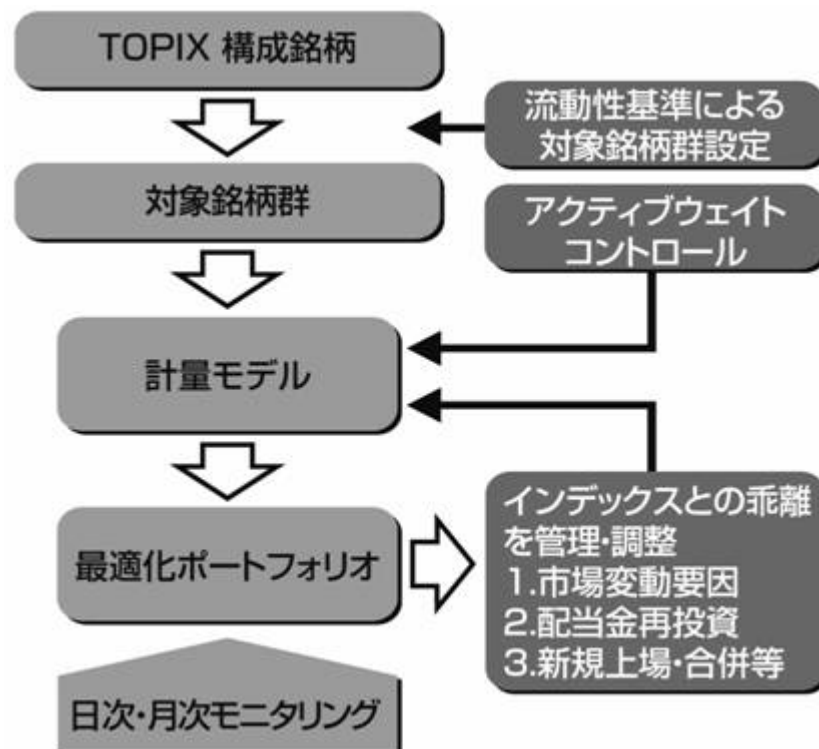 TOPIX 構成銘柄
流動性基準による
対象銘柄群設定
対象銘柄群
アクティブウェイト
コントロール
計量モデル
最適化ポートフォリオ
インデックスとの乖離
を管理・調整
1.市場変動要因
2.配当金再投資
3.新規上場・合併等
日次・月次モニタリング